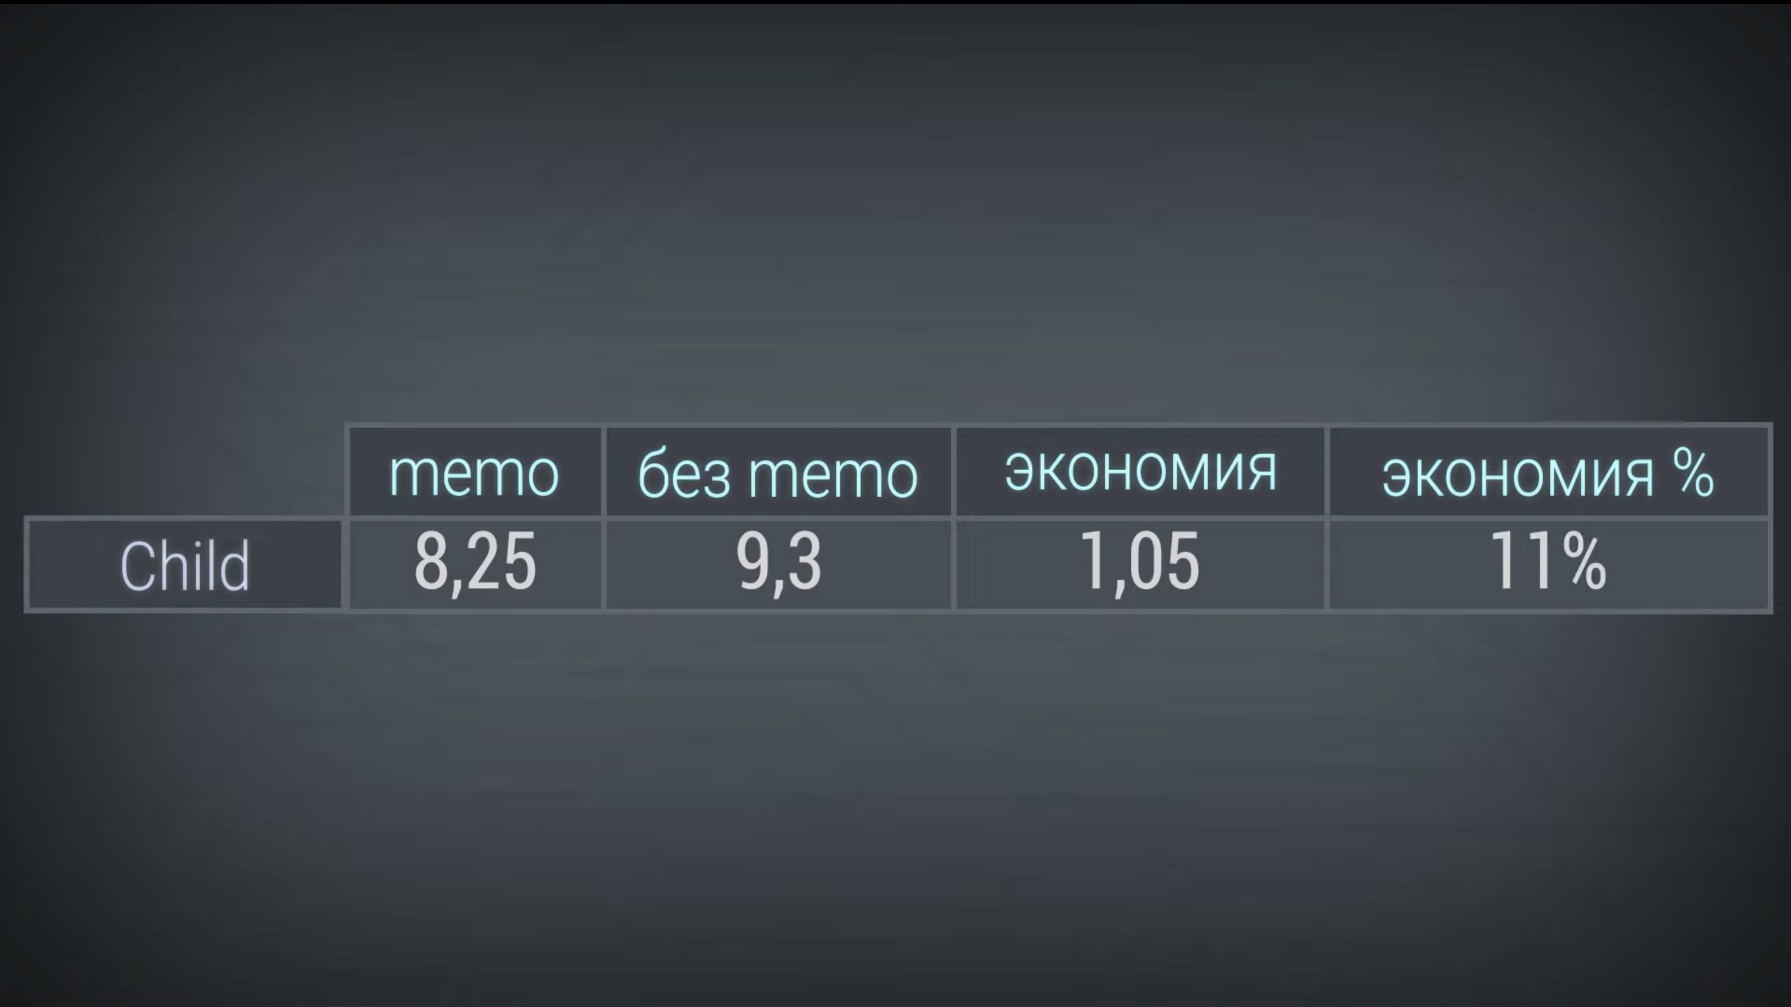 memo без memo экономия экономия %
Child 8,25 9,3 1,05 11%